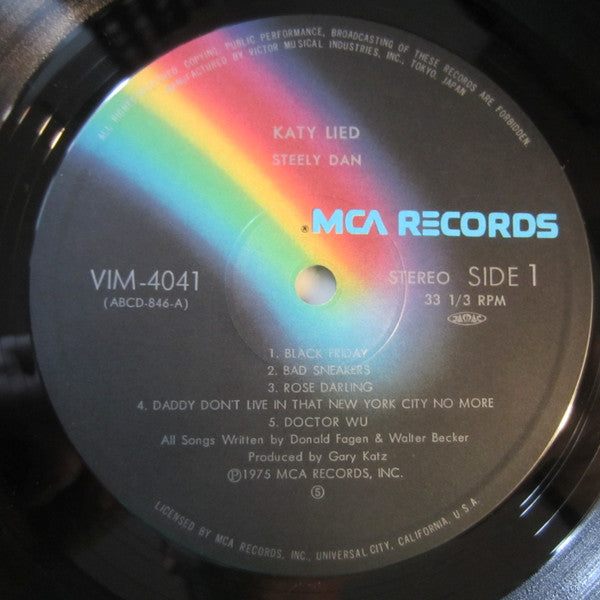 ALL RIGHTS RESERVED. COPYING, PUBLIC PERFORMANCE, BROADCASTING OF THESE RECORDS ARE FORBIDDEN.
MANUFACTURED BY VICTOR MUSICAL INDUSTRIES, INC., TOKYO, JAPAN
KATY LIED
STEELY DAN
® MCA RECORDS
VIM-4041
STEREO SIDE 1
(ABCD-846-A)
33 1/3 RPM
JASRAC
1. BLACK FRIDAY
2. BAD SNEAKERS
3. ROSE DARLING
4. DADDY DON'T LIVE IN THAT NEW YORK CITY NO MORE
5. DOCTOR WU
All Songs Written by Donald Fagen & Walter Becker
Produced by Gary Katz
Ⓟ1975 MCA RECORDS, INC.
⑤
LICENSED BY MCA RECORDS, INC., UNIVERSAL CITY, CALIFORNIA, U.S.A.